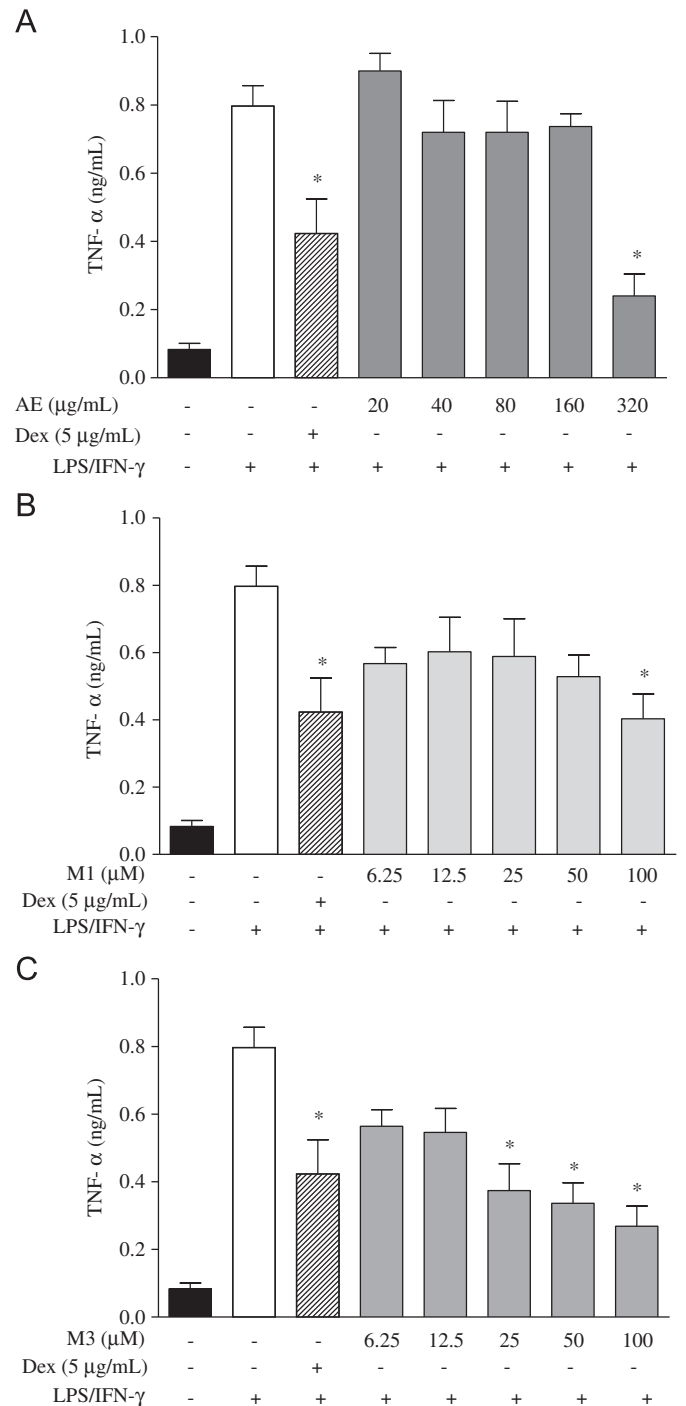 A
1.0
0.8
0.6
0.4
0.2
0.0
TNF- α (ng/mL)
*
*
AE (μg/mL) - - - 20 40 80 160 320
Dex (5 μg/mL) - - + - - - - -
LPS/IFN-γ - + + + + + + +
B
1.0
0.8
0.6
0.4
0.2
0.0
TNF- α (ng/mL)
*
*
M1 (μM) - - - 6.25 12.5 25 50 100
Dex (5 μg/mL) - - + - - - - -
LPS/IFN-γ - + + + + + + +
C
1.0
0.8
0.6
0.4
0.2
0.0
TNF- α (ng/mL)
*
*
*
*
M3 (μM) - - - 6.25 12.5 25 50 100
Dex (5 μg/mL) - - + - - - - -
LPS/IFN-γ - + + + + + + +